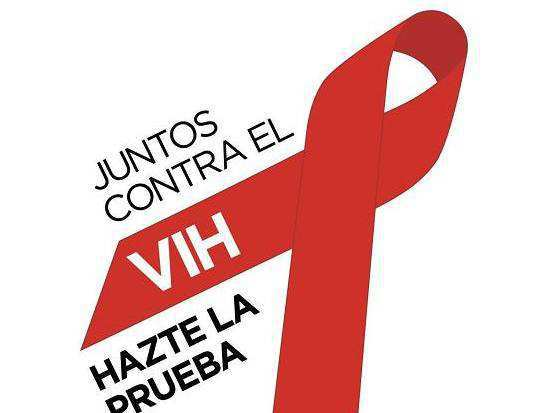 JUNTOS
CONTRA EL
VIH
HAZTE LA
PRUEBA